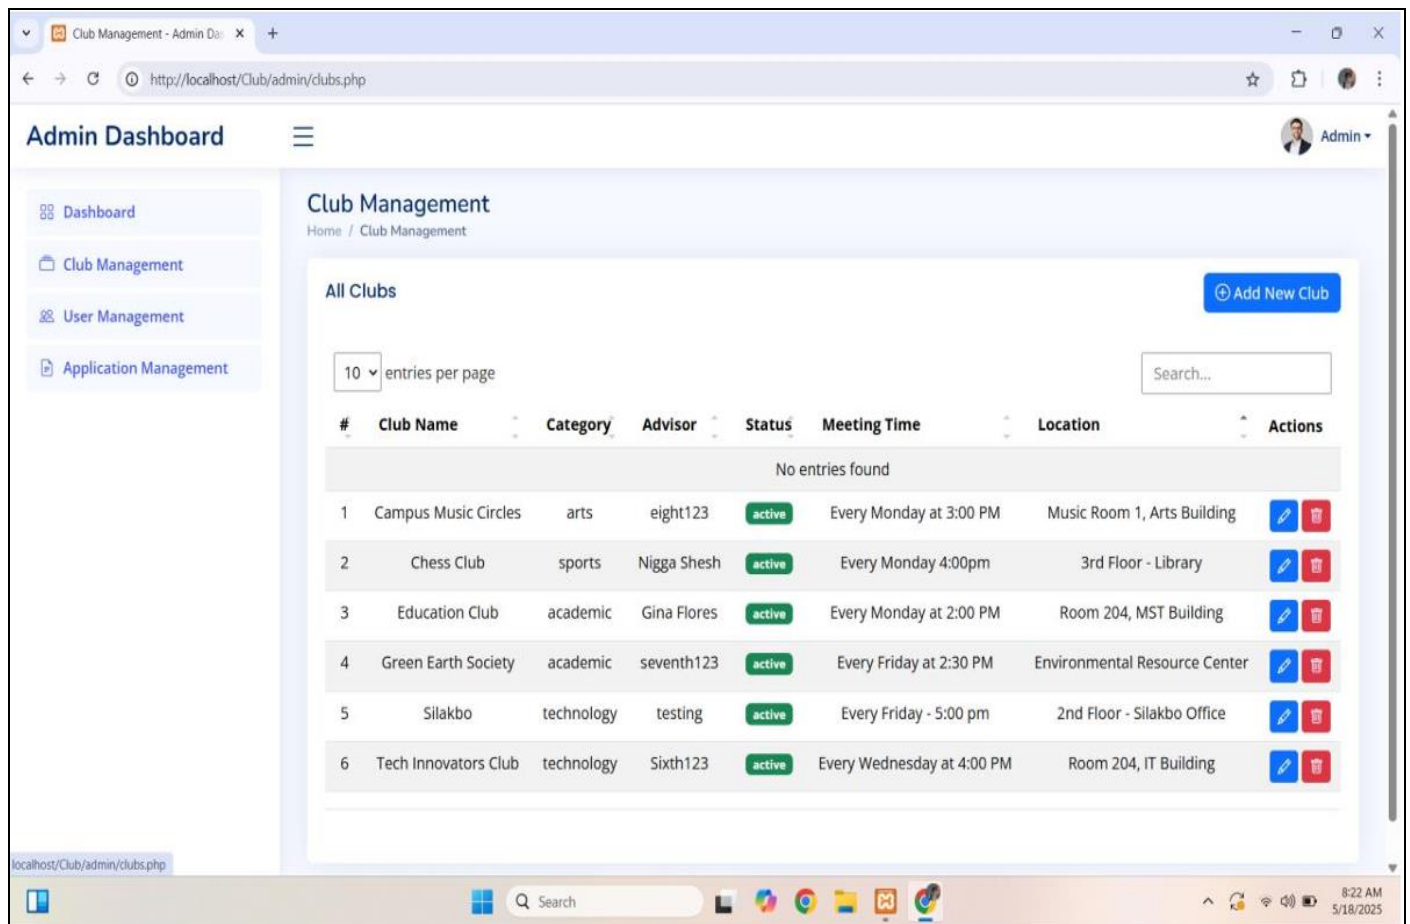 Club Management - Admin Da
http://localhost/Club/admin/clubs.php
Admin Dashboard
Admin
Dashboard
Club Management
User Management
Application Management
Club Management
Home / Club Management
All Clubs
Add New Club
10 entries per page
Search...
# Club Name Category Advisor Status Meeting Time Location Actions
No entries found
1 Campus Music Circles arts eight123 active Every Monday at 3:00 PM Music Room 1, Arts Building
2 Chess Club sports Nigga Shesh active Every Monday 4:00pm 3rd Floor - Library
3 Education Club academic Gina Flores active Every Monday at 2:00 PM Room 204, MST Building
4 Green Earth Society academic seventh123 active Every Friday at 2:30 PM Environmental Resource Center
5 Silakbo technology testing active Every Friday - 5:00 pm 2nd Floor - Silakbo Office
6 Tech Innovators Club technology Sixth123 active Every Wednesday at 4:00 PM Room 204, IT Building
localhost/Club/admin/clubs.php
Search
8:22 AM
5/18/2025